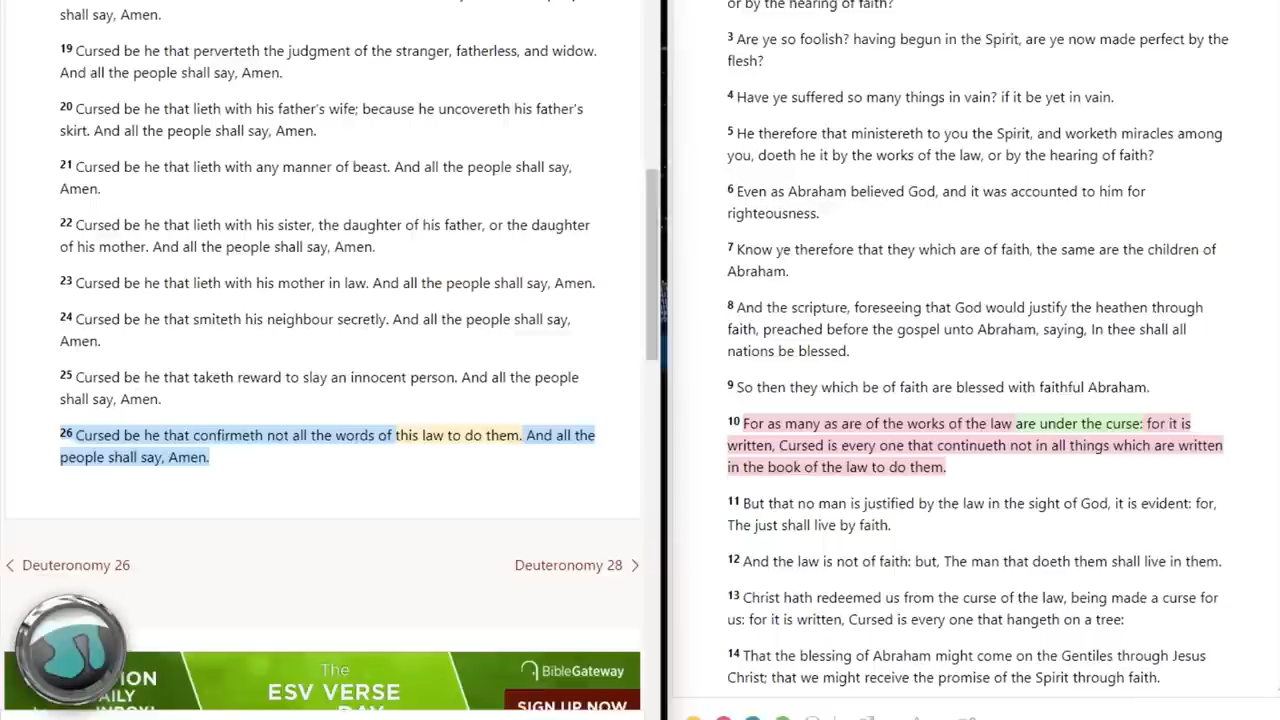 shall say, Amen.
19 Cursed be he that perverteth the judgment of the stranger, fatherless, and widow.
And all the people shall say, Amen.
20 Cursed be he that lieth with his father's wife; because he uncovereth his father's
skirt. And all the people shall say, Amen.
21 Cursed be he that lieth with any manner of beast. And all the people shall say,
Amen.
22 Cursed be he that lieth with his sister, the daughter of his father, or the daughter
of his mother. And all the people shall say, Amen.
23 Cursed be he that lieth with his mother in law. And all the people shall say, Amen.
24 Cursed be he that smiteth his neighbour secretly. And all the people shall say,
Amen.
25 Cursed be he that taketh reward to slay an innocent person. And all the people
shall say, Amen.
26 Cursed be he that confirmeth not all the words of this law to do them. And all the
people shall say, Amen.
Deuteronomy 26
Deuteronomy 28
The
ESV VERSE
BibleGateway
SIGN UP NOW
or by the hearing of faith?
3 Are ye so foolish? having begun in the Spirit, are ye now made perfect by the
flesh?
4 Have ye suffered so many things in vain? if it be yet in vain.
5 He therefore that ministereth to you the Spirit, and worketh miracles among
you, doeth he it by the works of the law, or by the hearing of faith?
6 Even as Abraham believed God, and it was accounted to him for
righteousness.
7 Know ye therefore that they which are of faith, the same are the children of
Abraham.
8 And the scripture, foreseeing that God would justify the heathen through
faith, preached before the gospel unto Abraham, saying, In thee shall all
nations be blessed.
9 So then they which be of faith are blessed with faithful Abraham.
10 For as many as are of the works of the law are under the curse: for it is
written, Cursed is every one that continueth not in all things which are written
in the book of the law to do them.
11 But that no man is justified by the law in the sight of God, it is evident: for,
The just shall live by faith.
12 And the law is not of faith: but, The man that doeth them shall live in them.
13 Christ hath redeemed us from the curse of the law, being made a curse for
us: for it is written, Cursed is every one that hangeth on a tree:
14 That the blessing of Abraham might come on the Gentiles through Jesus
Christ; that we might receive the promise of the Spirit through faith.